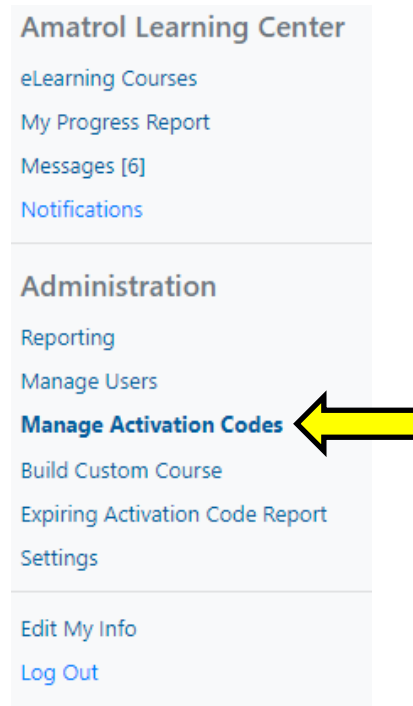 Amatrol Learning Center
eLearning Courses
My Progress Report
Messages [6]
Notifications
Administration
Reporting
Manage Users
Manage Activation Codes
Build Custom Course
Expiring Activation Code Report
Settings
Edit My Info
Log Out